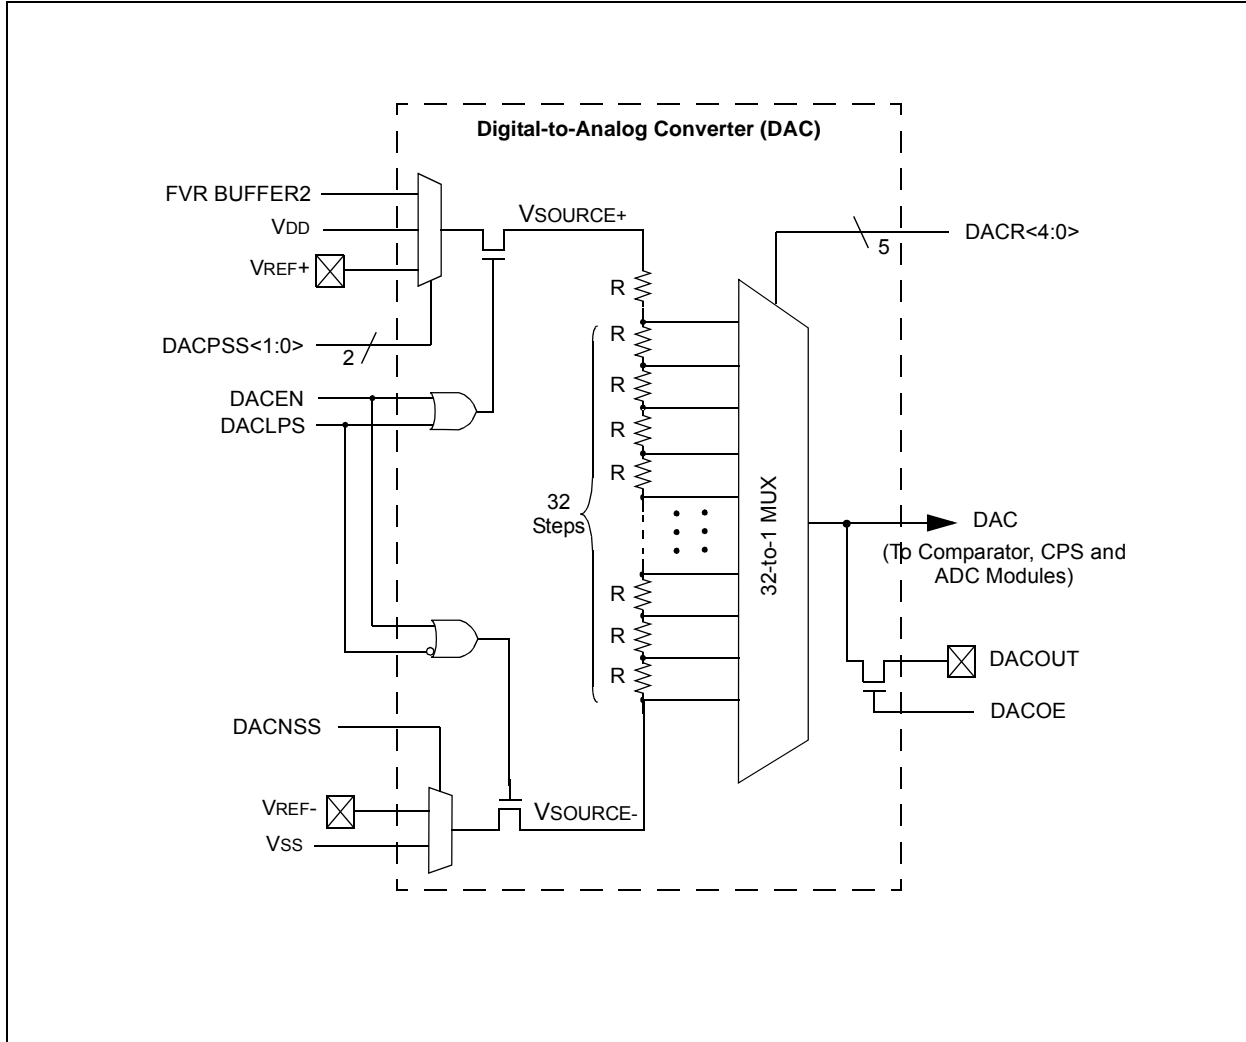 Digital-to-Analog Converter (DAC)
FVR BUFFER2
VDD
VREF+
DACPSS<1:0>
2
DACEN
DACLPS
VSOURCE+
R
R
R
R
R
32
Steps
R
R
R
32-to-1 MUX
5
DACR<4:0>
DAC
(To Comparator, CPS and
ADC Modules)
DACOUT
DACOE
DACNSS
VREF-
VSS
VSOURCE-